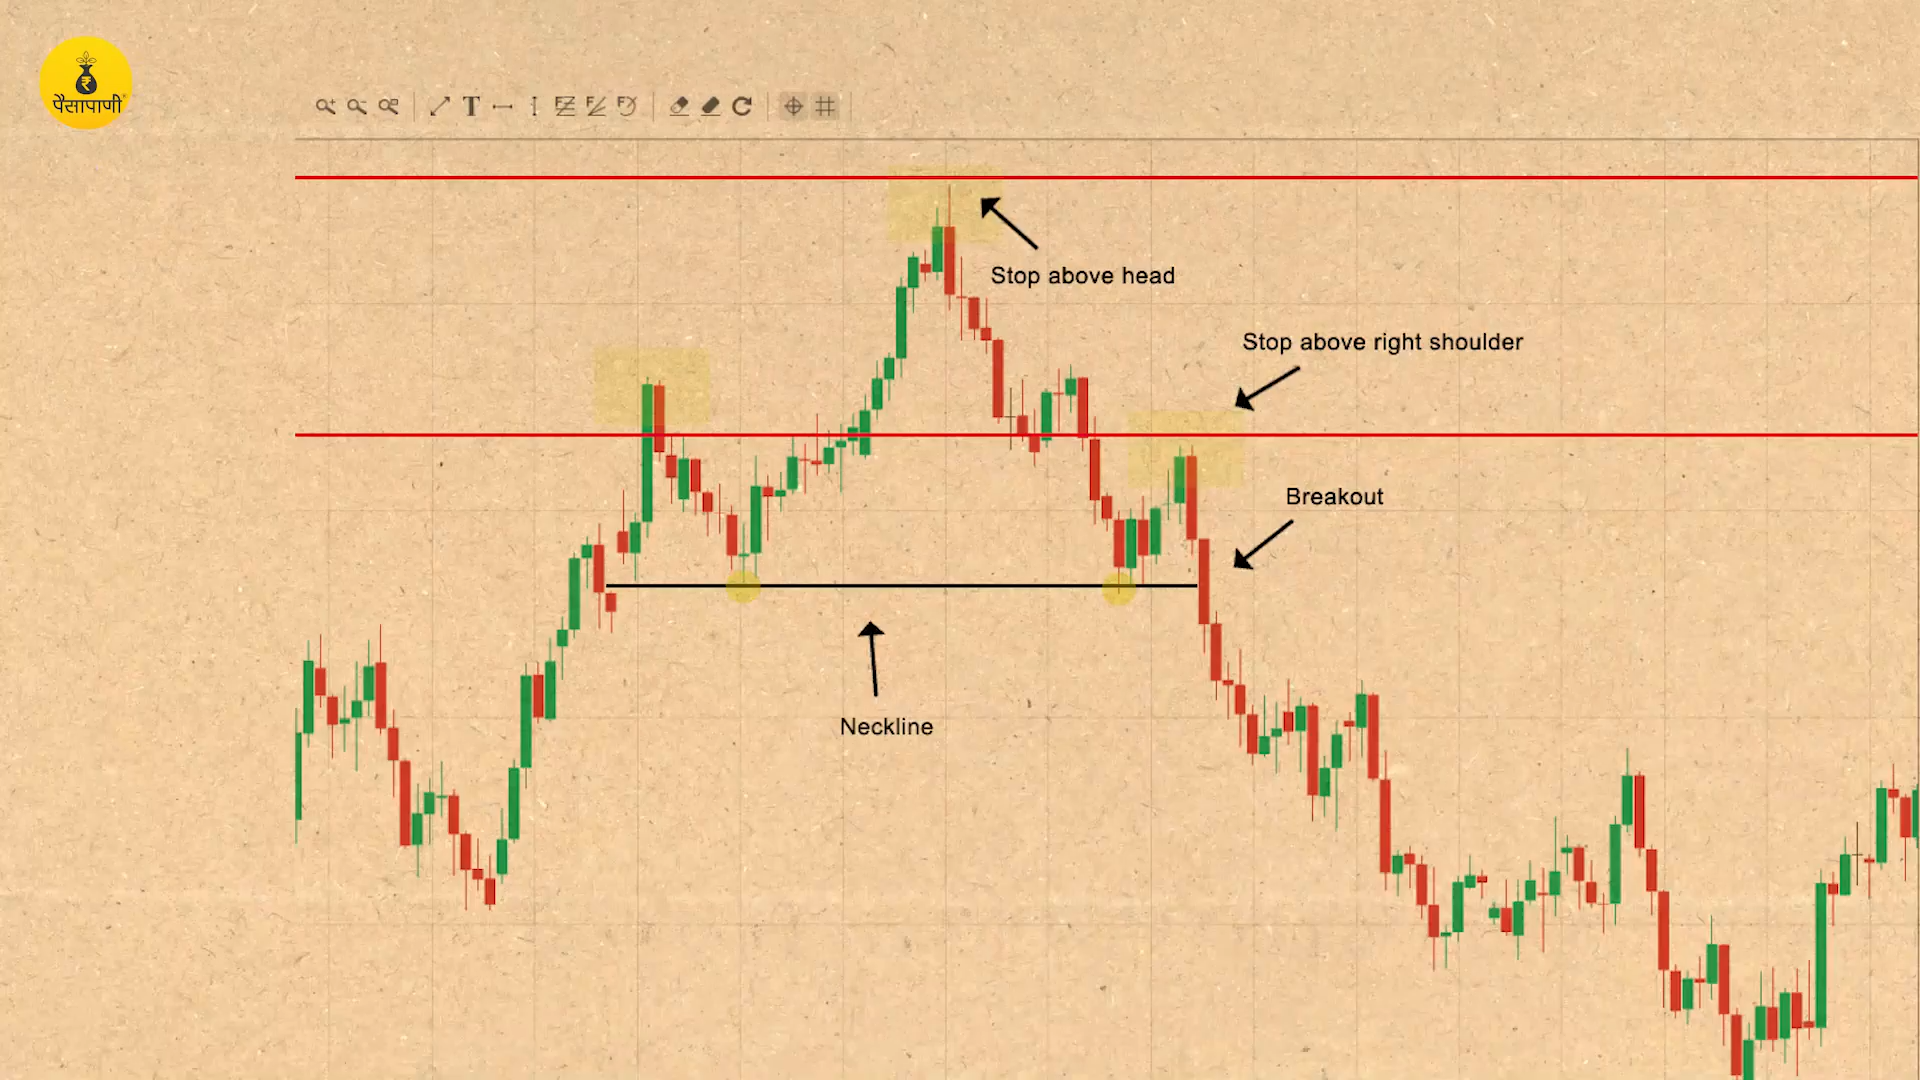 पैसापाणी
T
Stop above head
Stop above right shoulder
Breakout
Neckline